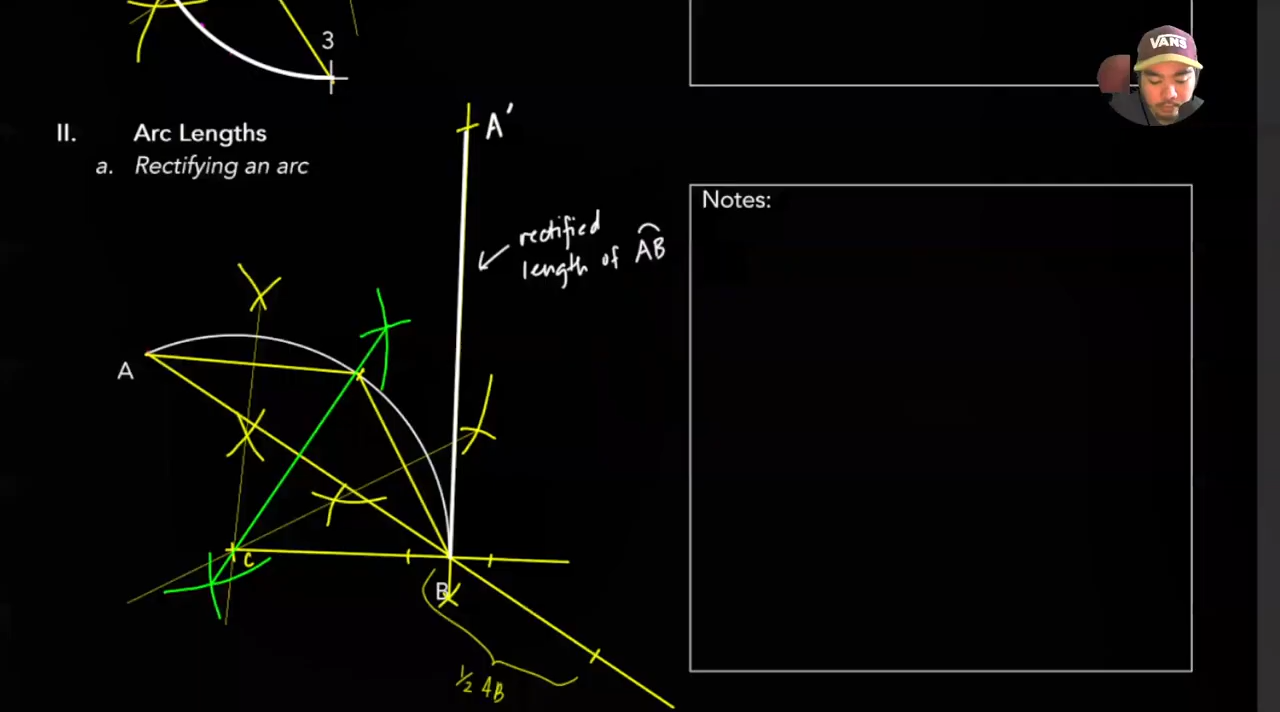 3
II. Arc Lengths
a. Rectifying an arc
A'
rectified
length of AB
A
C
B
½ AB
Notes:
VANS